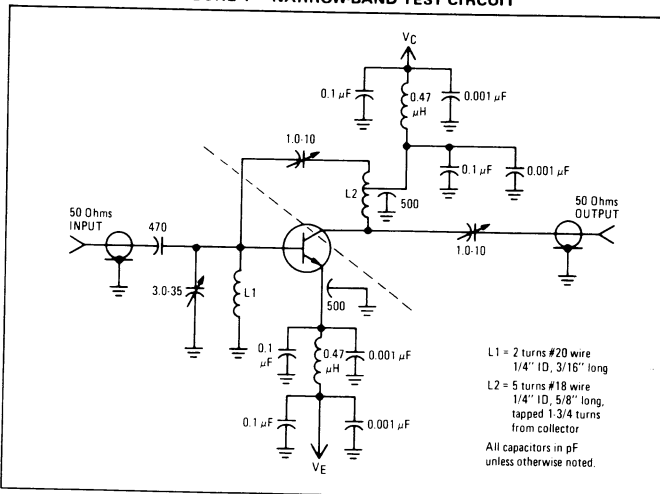 NARROW-BAND TEST CIRCUIT
VC
0.1 µF
0.47
µH
0.001 µF
1.0-10
0.1 µF
0.001 µF
L2
500
50 Ohms
INPUT
470
50 Ohms
OUTPUT
1.0-10
3.0-35
L1
500
0.1
µF
0.47
µH
0.001 µF
L1 = 2 turns #20 wire
1/4" ID, 3/16" long
L2 = 5 turns #18 wire
1/4" ID, 5/8" long,
tapped 1-3/4 turns
from collector
0.1 µF
0.001 µF
All capacitors in pF
unless otherwise noted.
VE